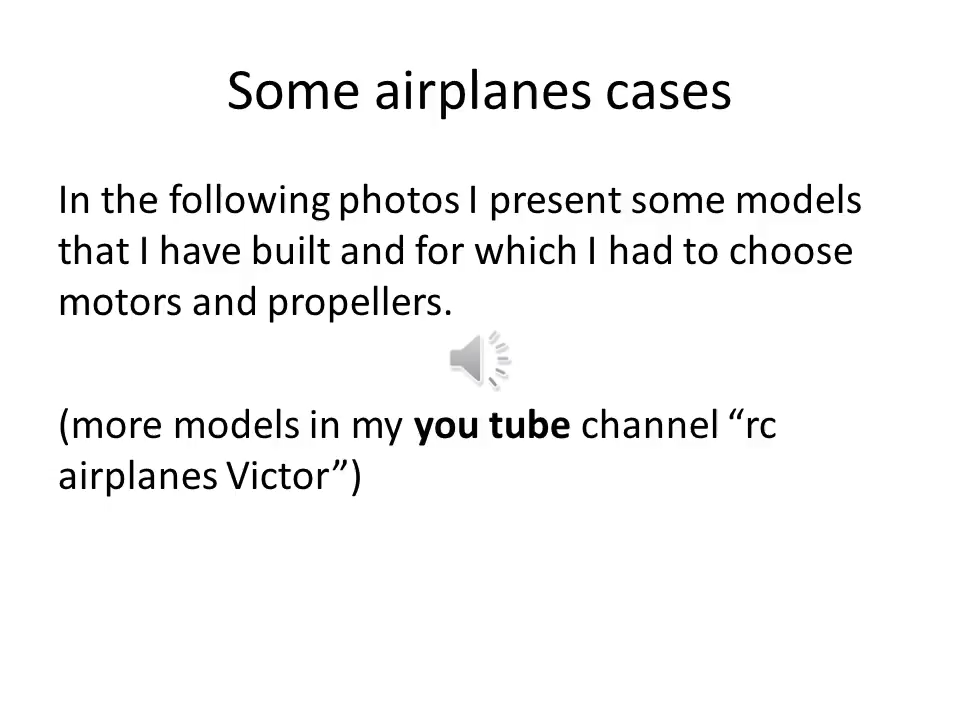 Some airplanes cases
In the following photos I present some models
that I have built and for which I had to choose
motors and propellers.
(more models in my you tube channel “rc
airplanes Victor”)